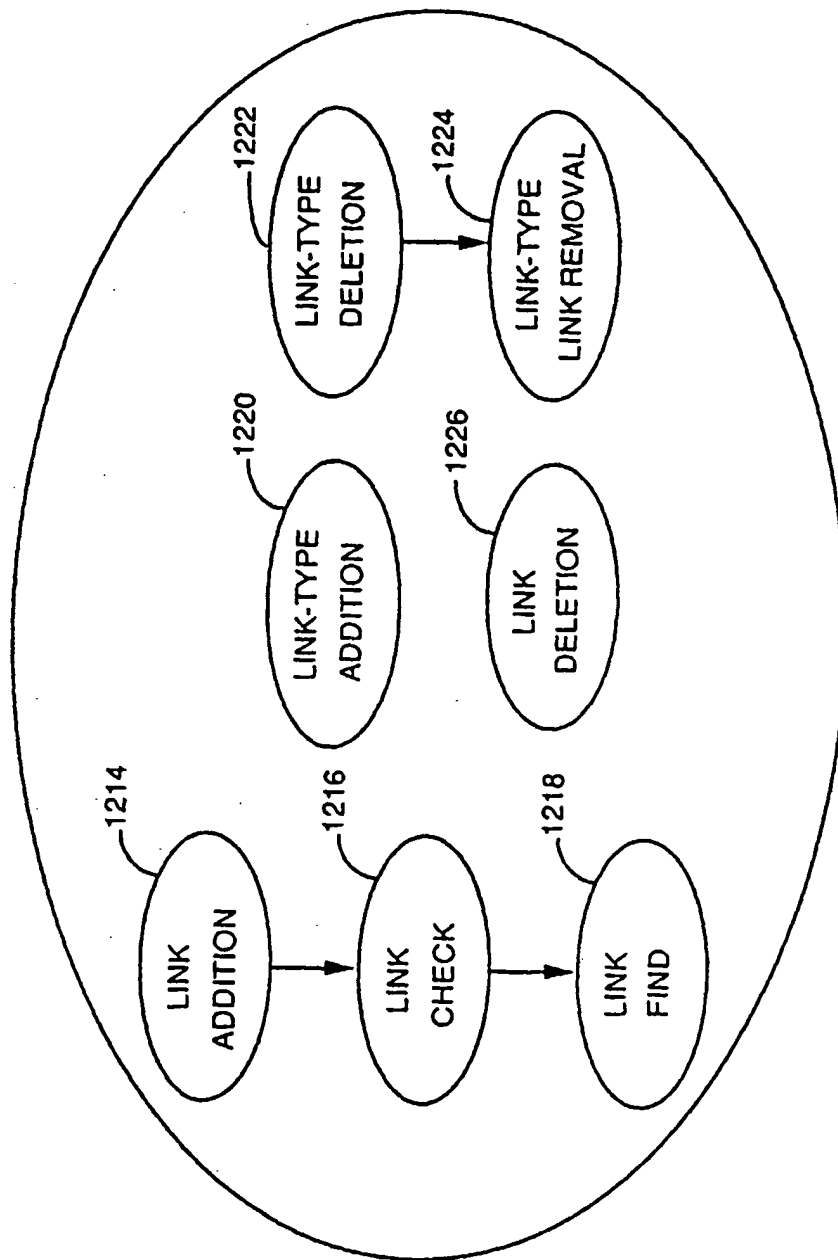 1214
LINK
ADDITION
1216
LINK
CHECK
1218
LINK
FIND
1220
LINK-TYPE
ADDITION
1226
LINK
DELETION
1222
LINK-TYPE
DELETION
1224
LINK-TYPE
LINK REMOVAL